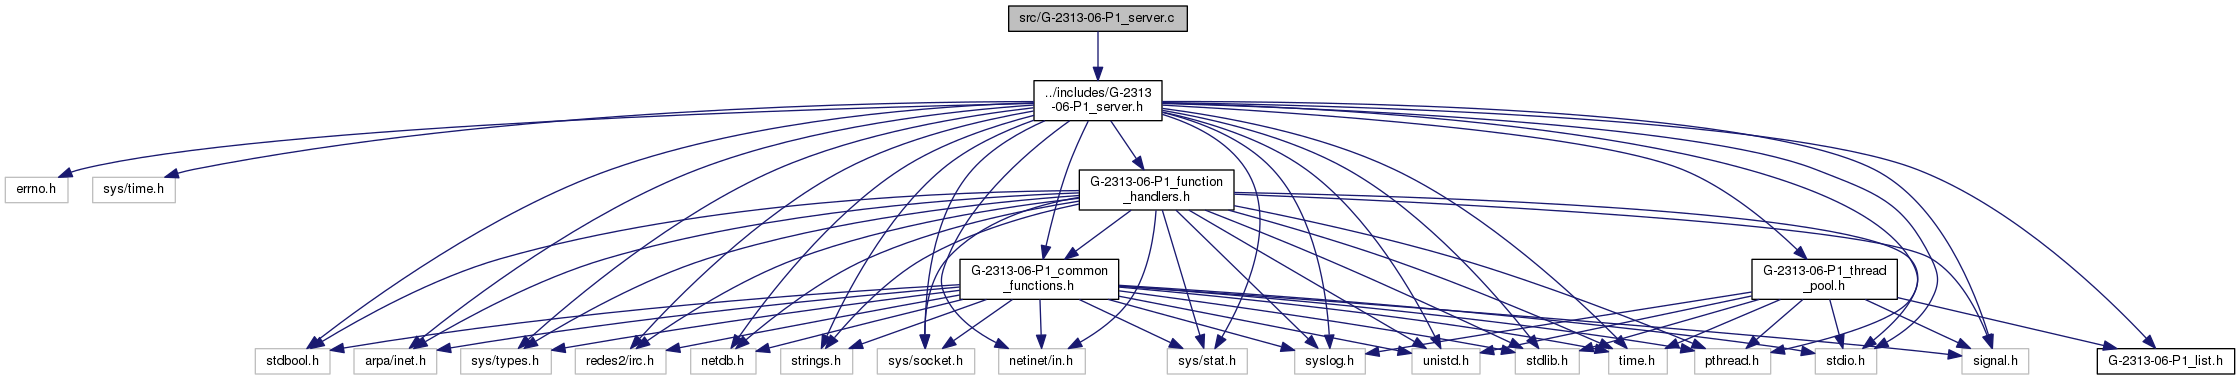 src/G-2313-06-P1_server.c
../includes/G-2313
-06-P1_server.h
errno.h
sys/time.h
G-2313-06-P1_function
_handlers.h
G-2313-06-P1_common
_functions.h
G-2313-06-P1_thread
_pool.h
stdbool.h
arpa/inet.h
sys/types.h
redes2/irc.h
netdb.h
strings.h
sys/socket.h
netinet/in.h
sys/stat.h
syslog.h
unistd.h
stdlib.h
time.h
pthread.h
stdio.h
signal.h
G-2313-06-P1_list.h